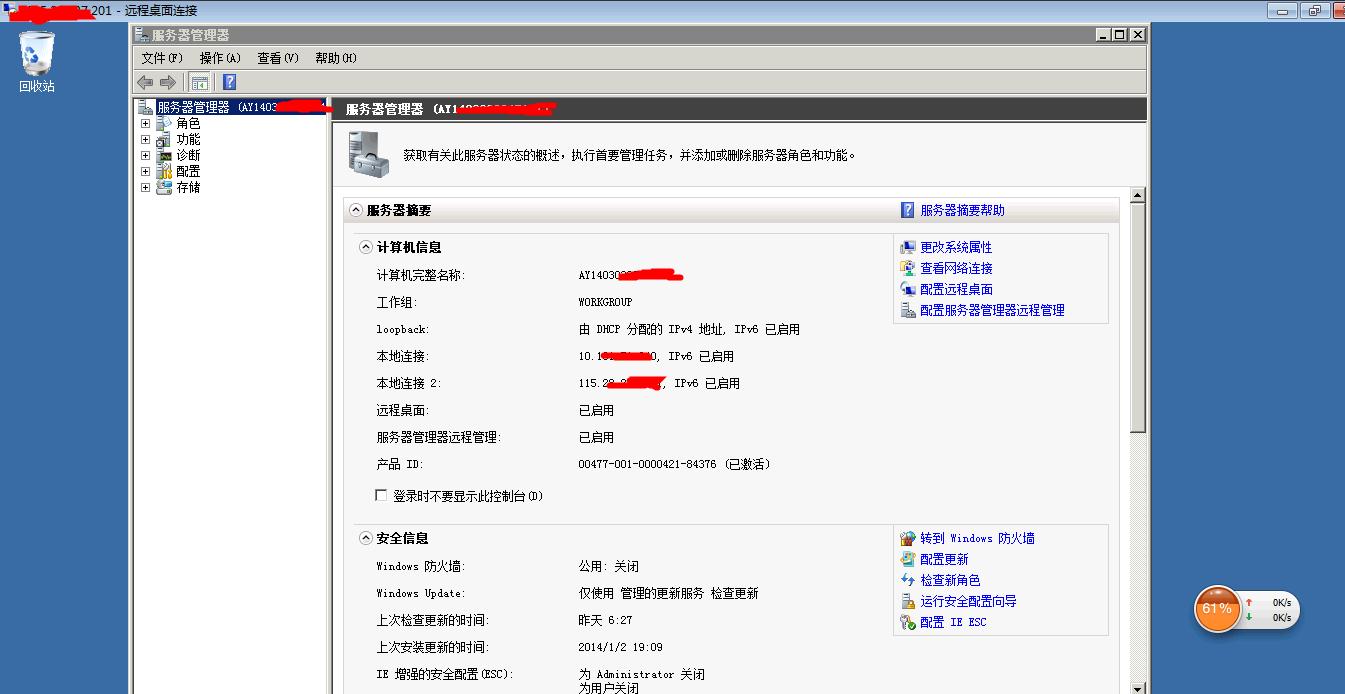 201 - 远程桌面连接
回收站
服务器管理器
文件(F) 操作(A) 查看(V) 帮助(H)
服务器管理器 (AY1403
角色
功能
诊断
配置
存储
服务器管理器 (AY14
获取有关此服务器状态的概述，执行首要管理任务，并添加或删除服务器角色和功能。
服务器摘要
服务器摘要帮助
计算机信息
计算机完整名称: AY14030
工作组: WORKGROUP
loopback: 由 DHCP 分配的 IPv4 地址, IPv6 已启用
本地连接: 10.1 0, IPv6 已启用
本地连接 2: 115.2 , IPv6 已启用
远程桌面: 已启用
服务器管理器远程管理: 已启用
产品 ID: 00477-001-0000421-84376 (已激活)
登录时不要显示此控制台(D)
更改系统属性
查看网络连接
配置远程桌面
配置服务器管理器远程管理
安全信息
Windows 防火墙: 公用: 关闭
Windows Update: 仅使用 管理的更新服务 检查更新
上次检查更新的时间: 昨天 6:27
上次安装更新的时间: 2014/1/2 19:09
IE 增强的安全配置(ESC): 为 Administrator 关闭
为用户关闭
转到 Windows 防火墙
配置更新
检查新角色
运行安全配置向导
配置 IE ESC
61%
0K/s
0K/s